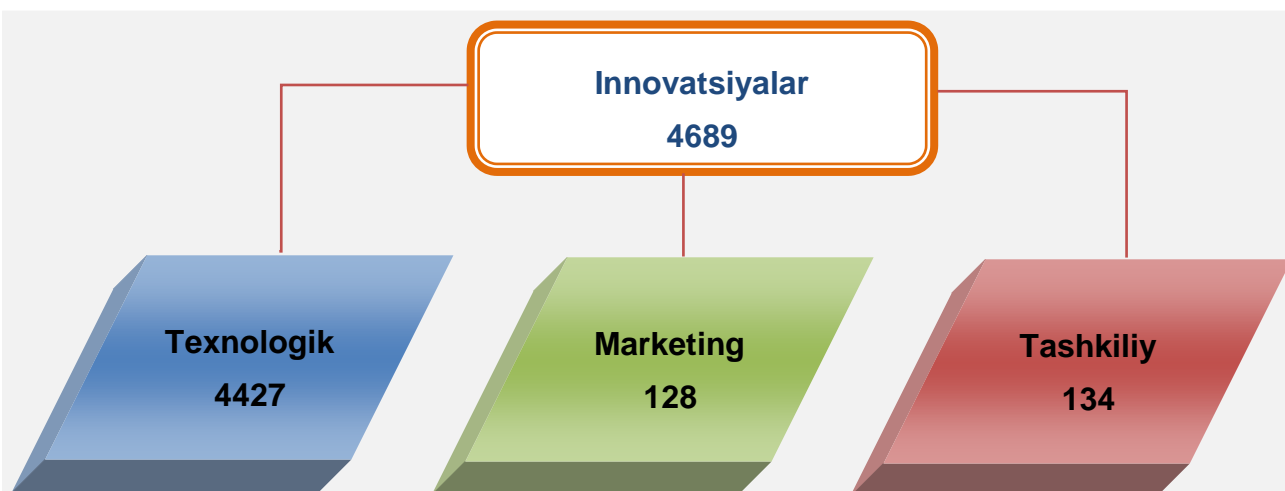 Innovatsiyalar
4689
Texnologik
4427
Marketing
128
Tashkiliy
134